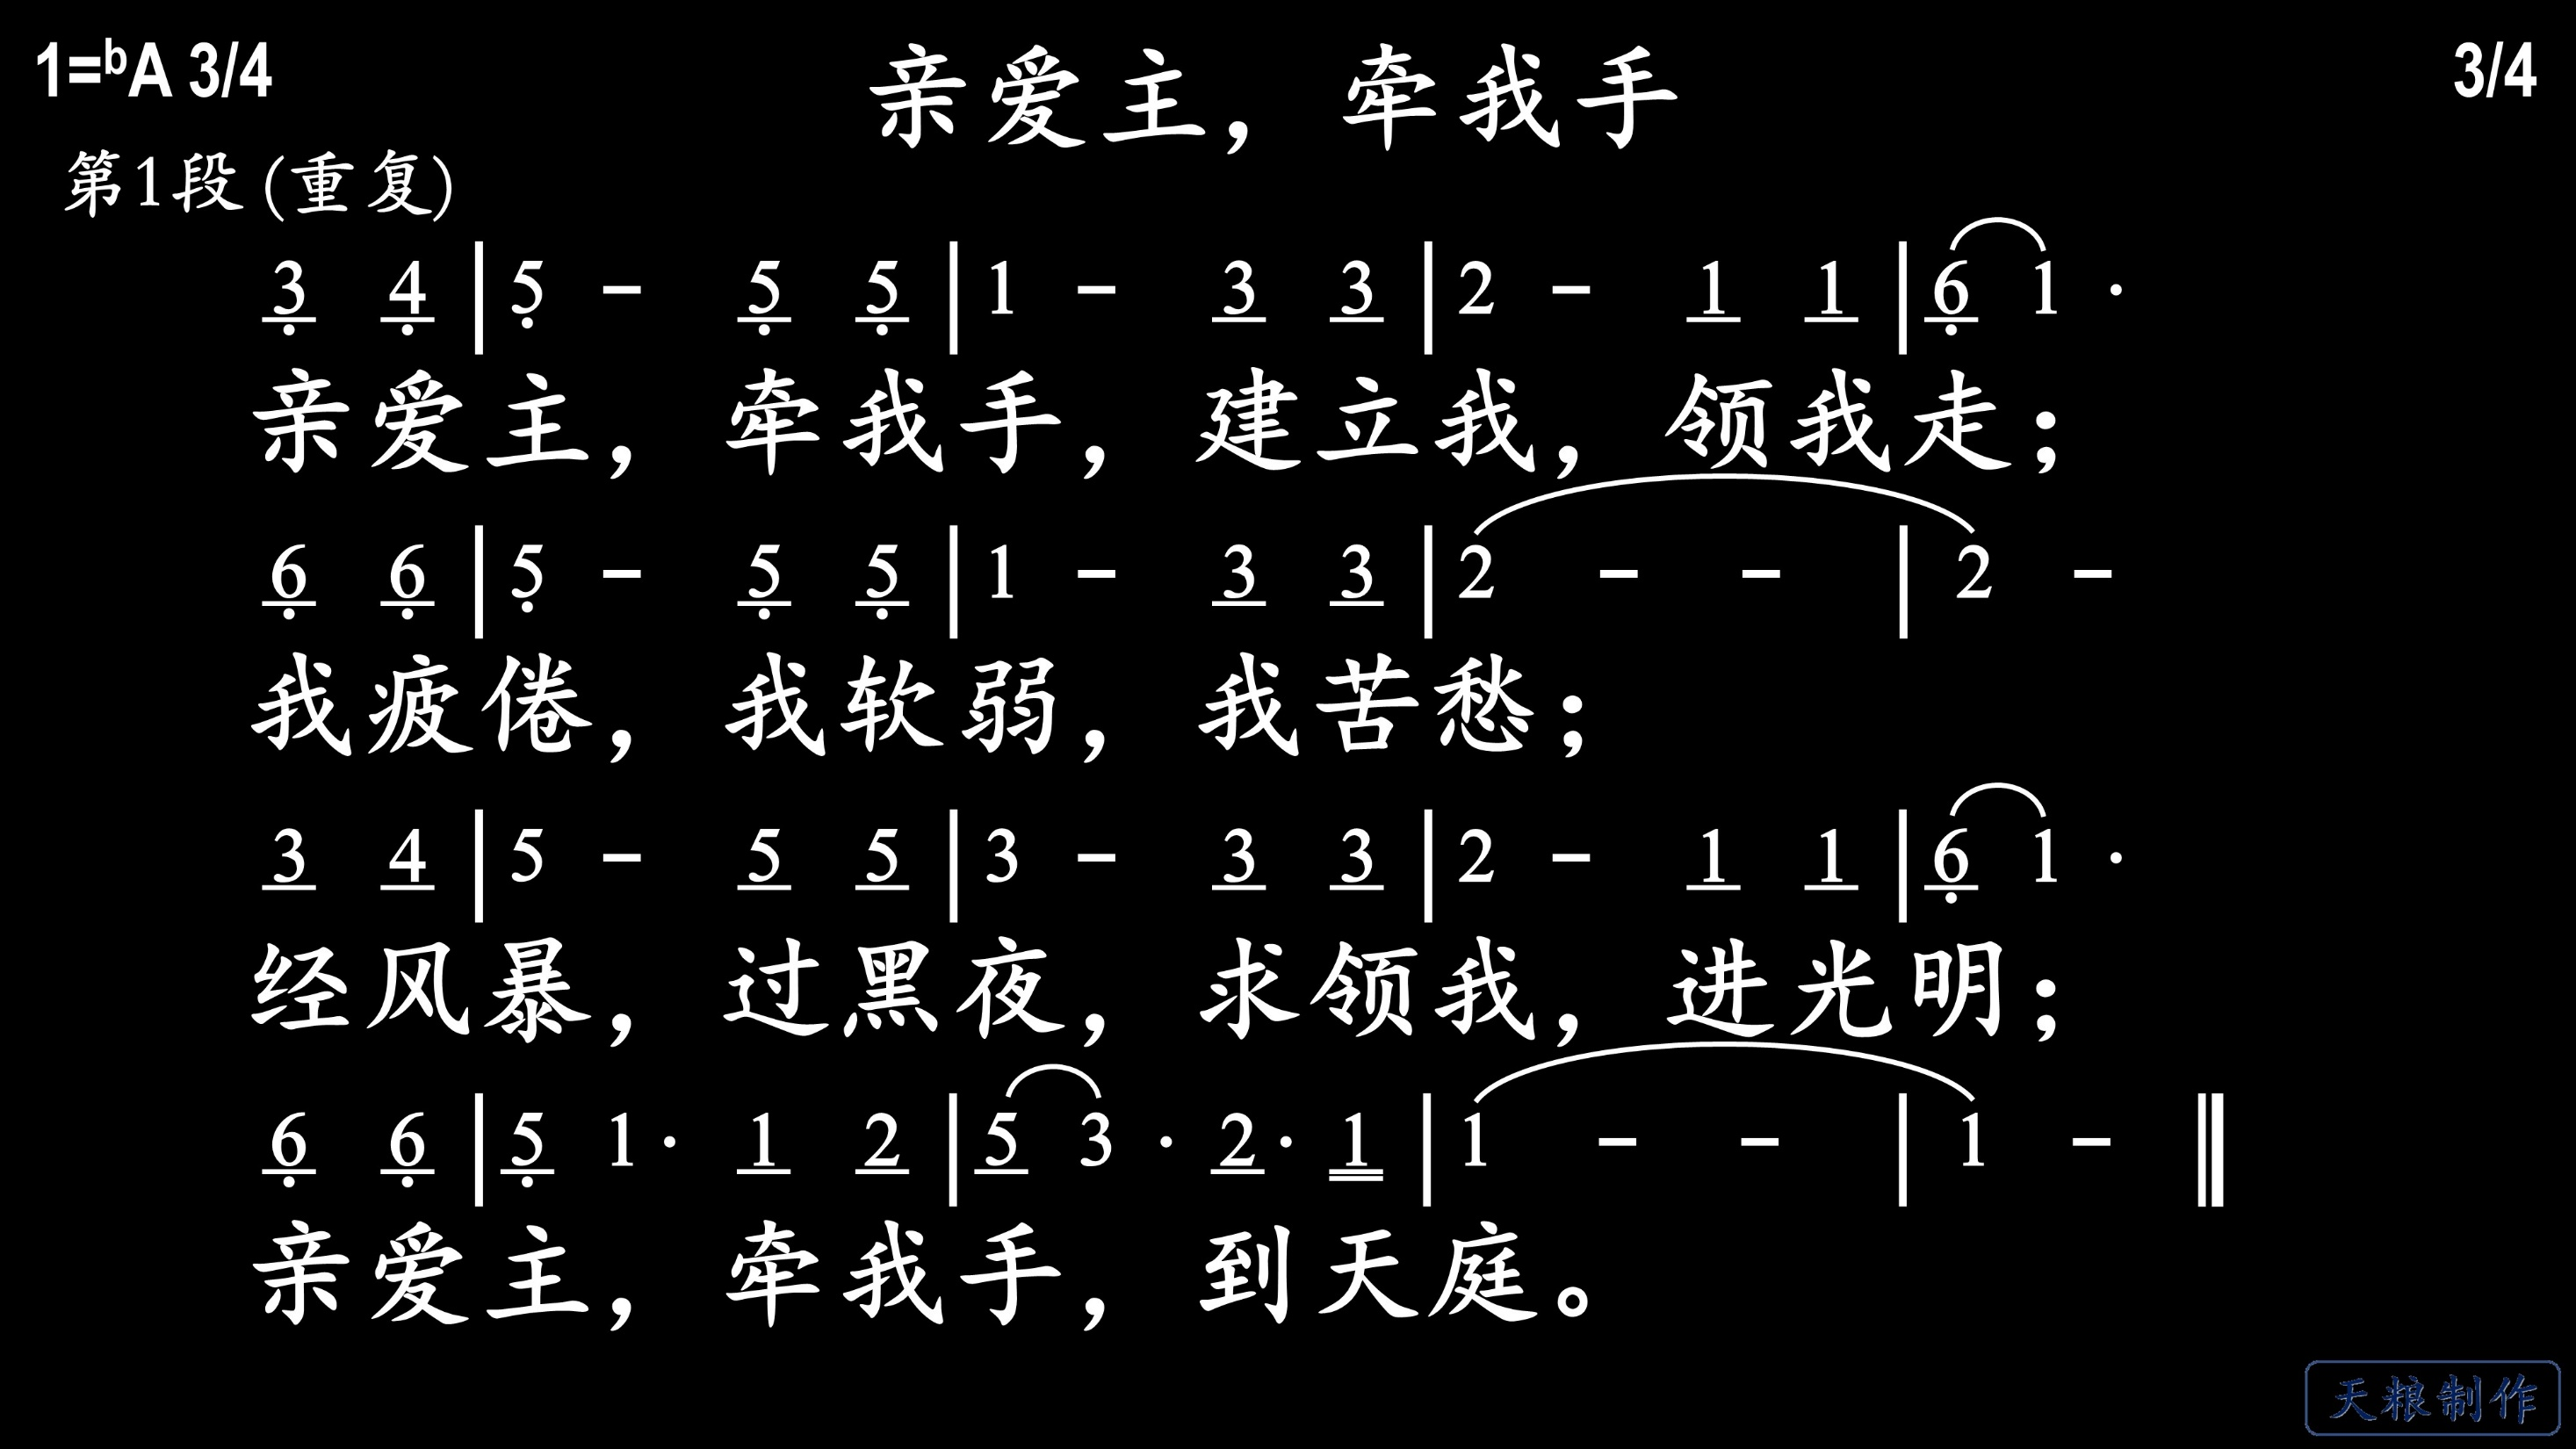 1=ᵇA 3/4 亲爱主，牵我手 3/4
第1段(重复)
3̣ 4̣ | 5̣ – 5̣ 5̣ | 1 – 3 3 | 2 – 1 1 | 6̣ 1 ·
亲爱主，牵我手，建立我，领我走；
6̣ 6̣ | 5̣ – 5̣ 5̣ | 1 – 3 3 | 2 – – | 2 –
我疲倦，我软弱，我苦愁；
3 4 | 5 – 5 5 | 3 – 3 3 | 2 – 1 1 | 6̣ 1 ·
经风暴，过黑夜，求领我，进光明；
6̣ 6̣ | 5̣ 1 · 1 2 | 5 3 · 2 · 1 | 1 – – | 1 – ‖
亲爱主，牵我手，到天庭。
天粮制作